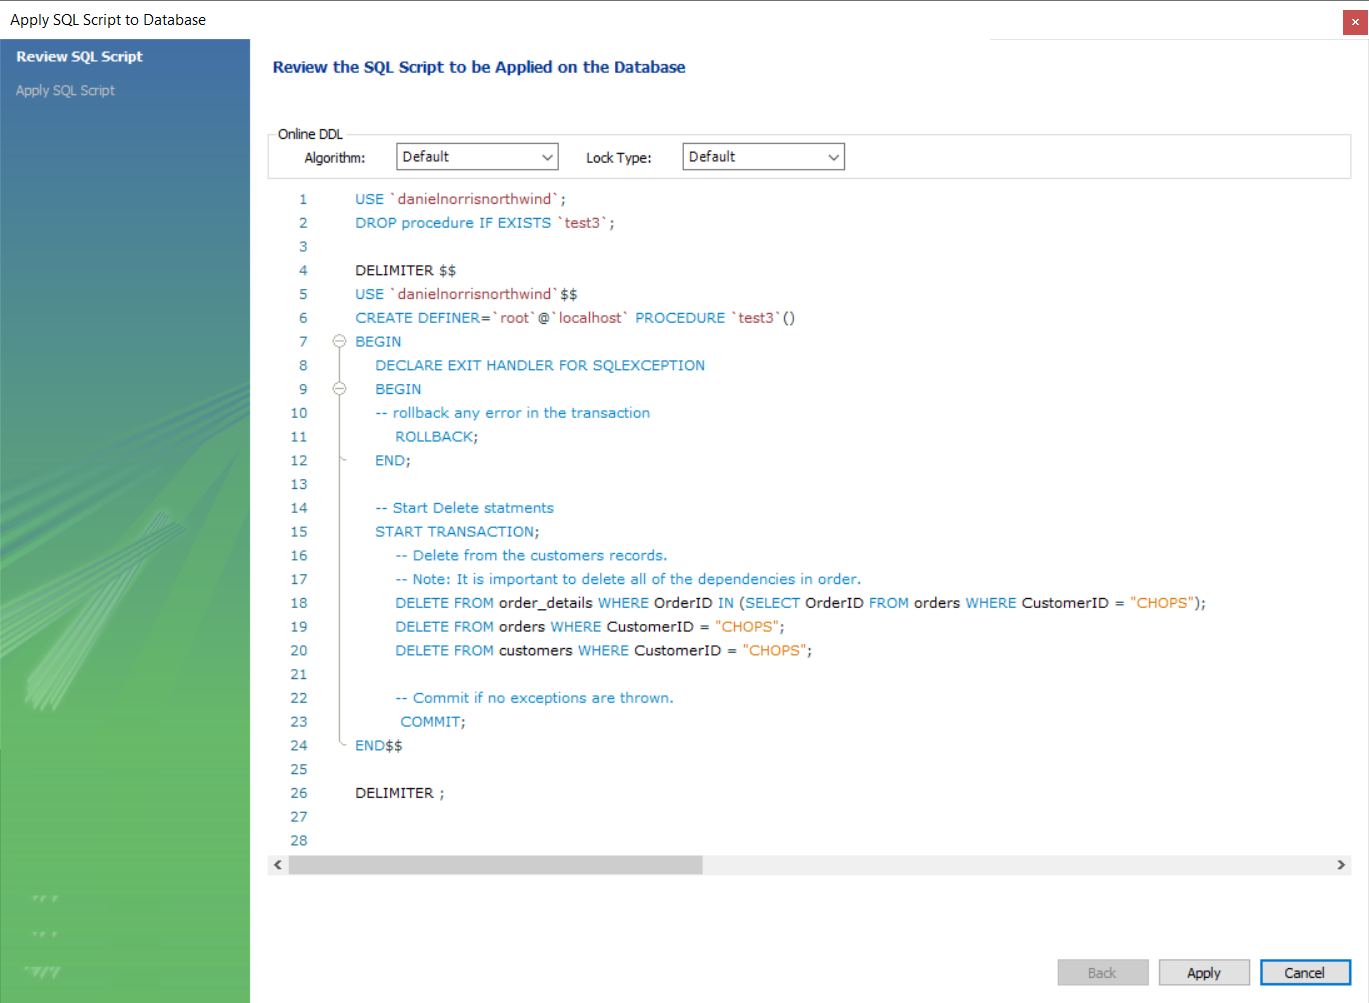 Apply SQL Script to Database
Review SQL Script
Apply SQL Script
Review the SQL Script to be Applied on the Database
Online DDL
Algorithm: Default Lock Type: Default
1 USE `danielnorrisnorthwind`;
2 DROP procedure IF EXISTS `test3`;
3
4 DELIMITER $$
5 USE `danielnorrisnorthwind`$$
6 CREATE DEFINER=`root`@`localhost` PROCEDURE `test3`()
7 BEGIN
8 DECLARE EXIT HANDLER FOR SQLEXCEPTION
9 BEGIN
10 -- rollback any error in the transaction
11 ROLLBACK;
12 END;
13
14 -- Start Delete statments
15 START TRANSACTION;
16 -- Delete from the customers records.
17 -- Note: It is important to delete all of the dependencies in order.
18 DELETE FROM order_details WHERE OrderID IN (SELECT OrderID FROM orders WHERE CustomerID = "CHOPS");
19 DELETE FROM orders WHERE CustomerID = "CHOPS";
20 DELETE FROM customers WHERE CustomerID = "CHOPS";
21
22 -- Commit if no exceptions are thrown.
23 COMMIT;
24 END$$
25
26 DELIMITER ;
27
28
Back Apply Cancel